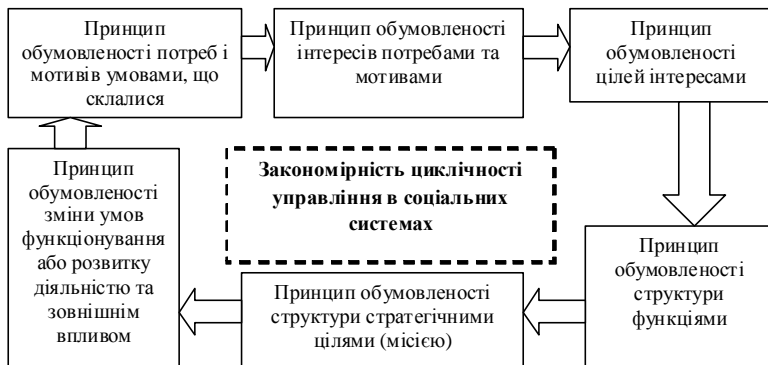 Принцип
обумовленості потреб і
мотивів умовами, що
склалися
Принцип обумовленості
інтересів потребами та
мотивами
Принцип
обумовленості
цілей інтересами
Закономірність циклічності
управління в соціальних
системах
Принцип
обумовленості
зміни умов
функціонування
або розвитку
діяльністю та
зовнішнім
впливом
Принцип обумовленості
структури стратегічними
цілями (місією)
Принцип
обумовленості
структури
функціями